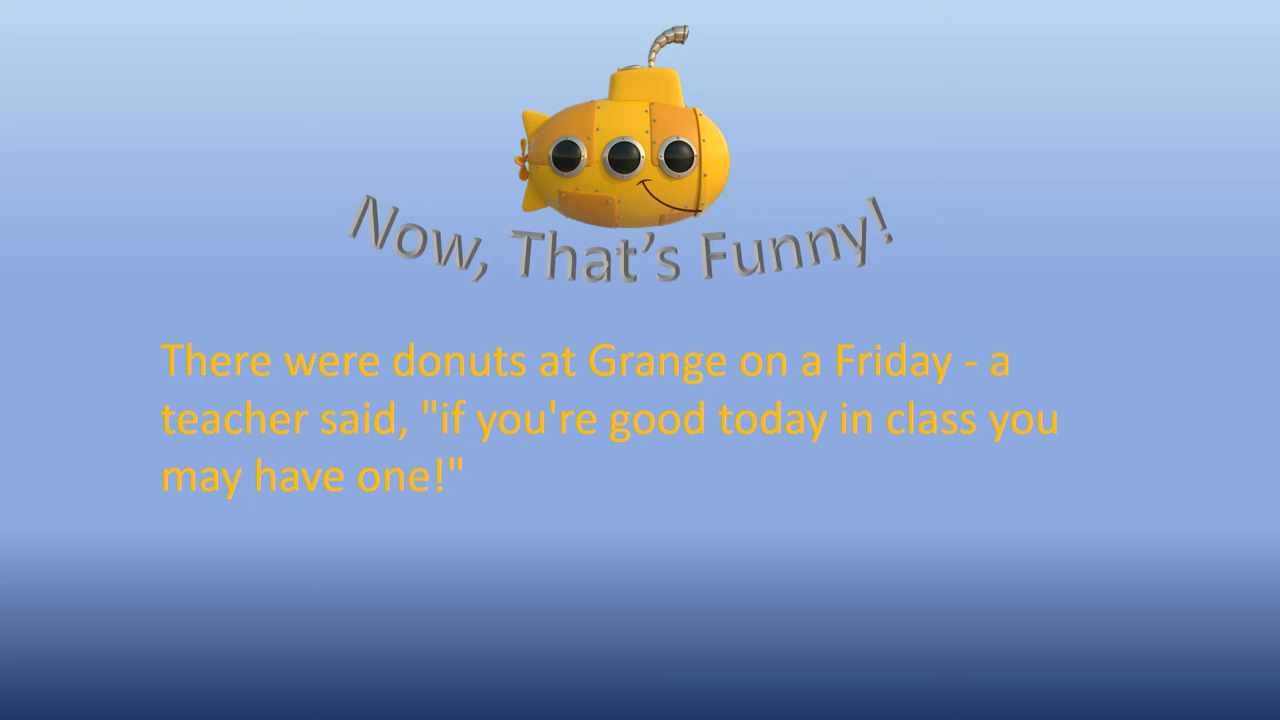 Now, That’s Funny!
There were donuts at Grange on a Friday - a
teacher said, "if you're good today in class you
may have one!"